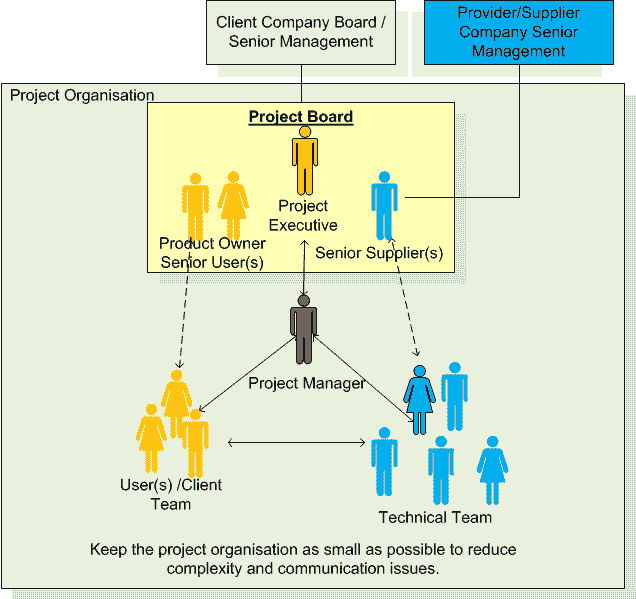 Client Company Board /
Senior Management
Provider/Supplier
Company Senior
Management
Project Organisation
Project Board
Project
Executive
Product Owner
Senior User(s)
Senior Supplier(s)
Project Manager
User(s) /Client
Team
Technical Team
Keep the project organisation as small as possible to reduce
complexity and communication issues.